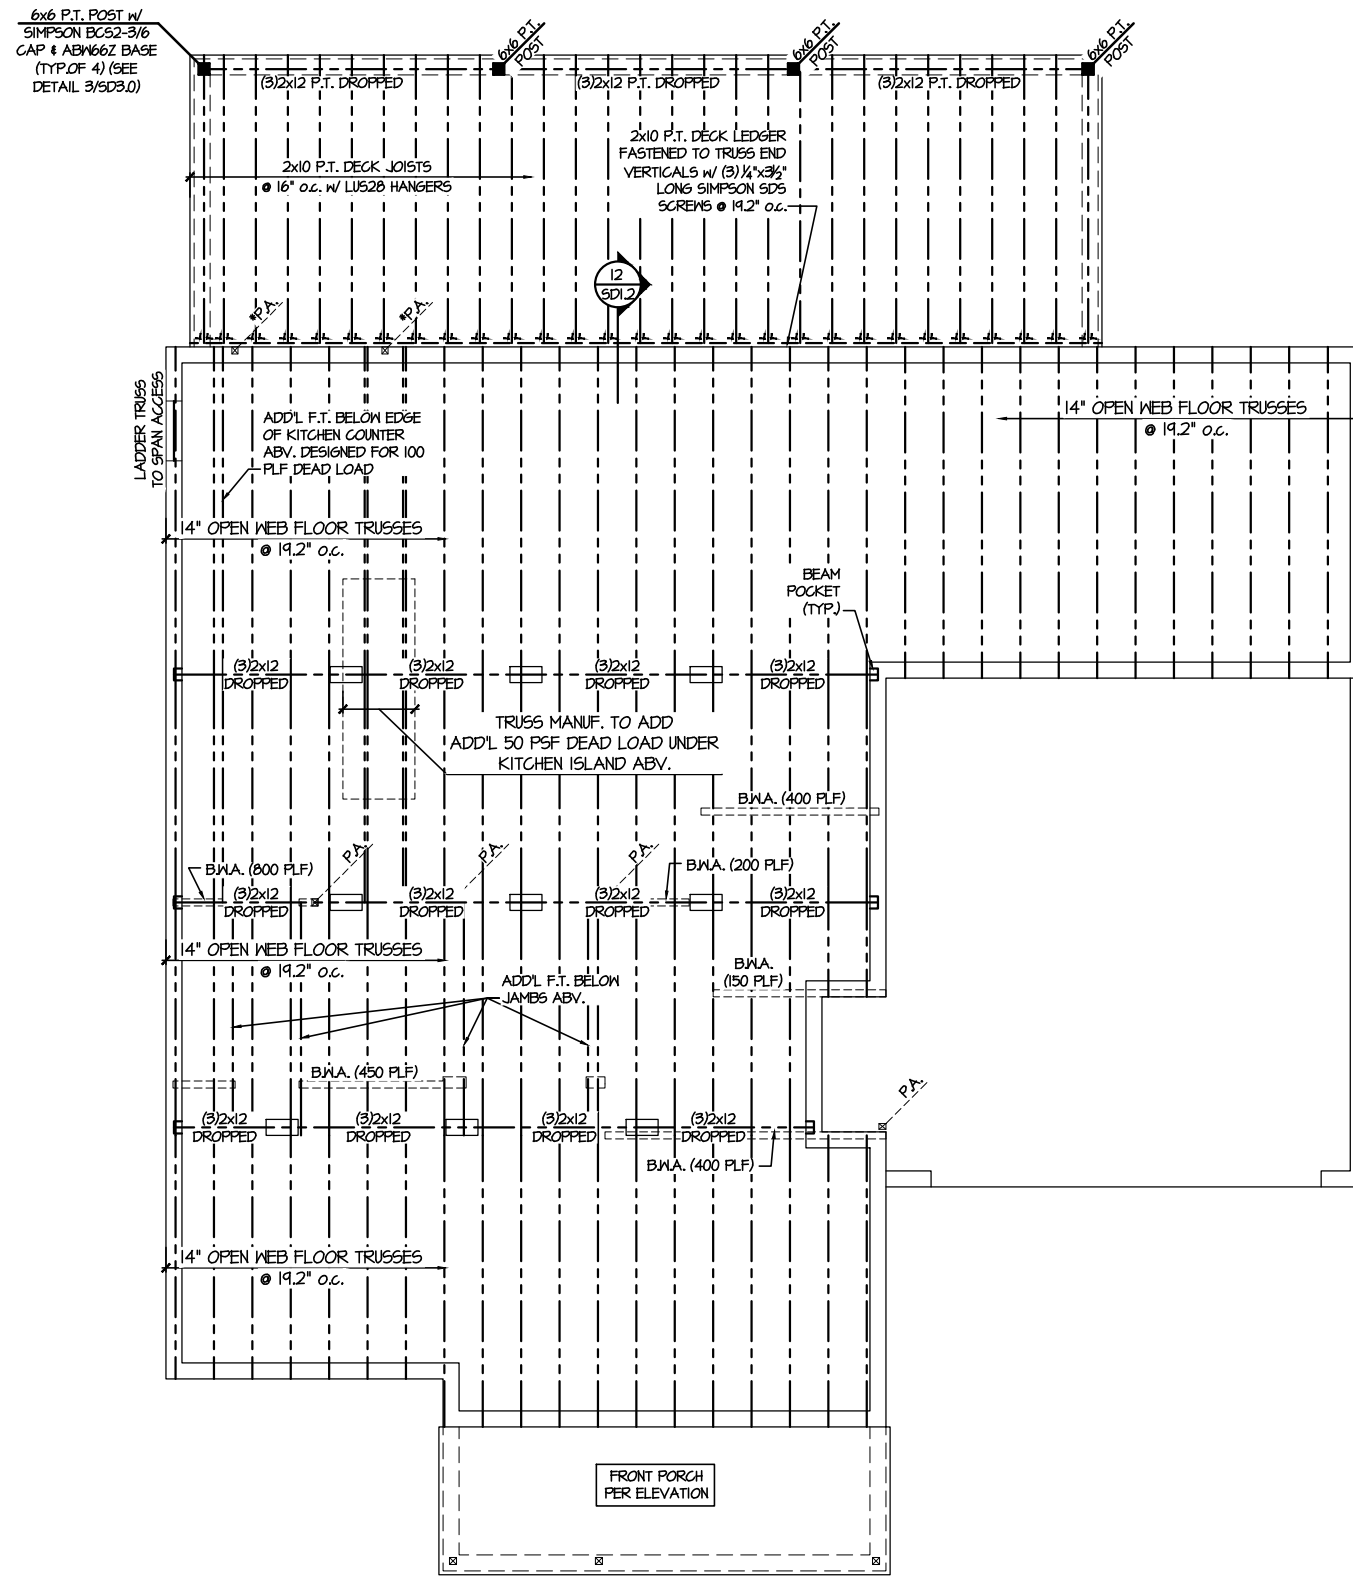 6x6 P.T. POST W/
SIMPSON BCS2-3/6
CAP & ABW66Z BASE
(TYP.OF 4) (SEE
DETAIL 3/SD3.0)
6x6 P.T.
POST
6x6 P.T.
POST
6x6 P.T.
POST
(3)2x12 P.T. DROPPED
(3)2x12 P.T. DROPPED
(3)2x12 P.T. DROPPED
2x10 P.T. DECK JOISTS
@ 16" o.c. W/ LUS28 HANGERS
2x10 P.T. DECK LEDGER
FASTENED TO TRUSS END
VERTICALS W/ (3) 1/4"x3 1/2"
LONG SIMPSON SDS
SCREWS @ 19.2" o.c.
12
SD1.2
*P.A.
*P.A.
LADDER TRUSS
TO SPAN ACCESS
ADD'L F.T. BELOW EDGE
OF KITCHEN COUNTER
ABV. DESIGNED FOR 100
PLF DEAD LOAD
14" OPEN WEB FLOOR TRUSSES
@ 19.2" o.c.
14" OPEN WEB FLOOR TRUSSES
@ 19.2" o.c.
BEAM
POCKET
(TYP.)
(3)2x12
DROPPED
(3)2x12
DROPPED
(3)2x12
DROPPED
(3)2x12
DROPPED
TRUSS MANUF. TO ADD
ADD'L 50 PSF DEAD LOAD UNDER
KITCHEN ISLAND ABV.
B.W.A. (400 PLF)
B.W.A. (800 PLF)
P.A.
P.A.
P.A.
B.W.A. (200 PLF)
(3)2x12
DROPPED
(3)2x12
DROPPED
(3)2x12
DROPPED
(3)2x12
DROPPED
14" OPEN WEB FLOOR TRUSSES
@ 19.2" o.c.
ADD'L F.T. BELOW
JAMBS ABV.
B.W.A.
(150 PLF)
B.W.A. (450 PLF)
P.A.
(3)2x12
DROPPED
(3)2x12
DROPPED
(3)2x12
DROPPED
(3)2x12
DROPPED
B.W.A. (400 PLF)
14" OPEN WEB FLOOR TRUSSES
@ 19.2" o.c.
FRONT PORCH
PER ELEVATION